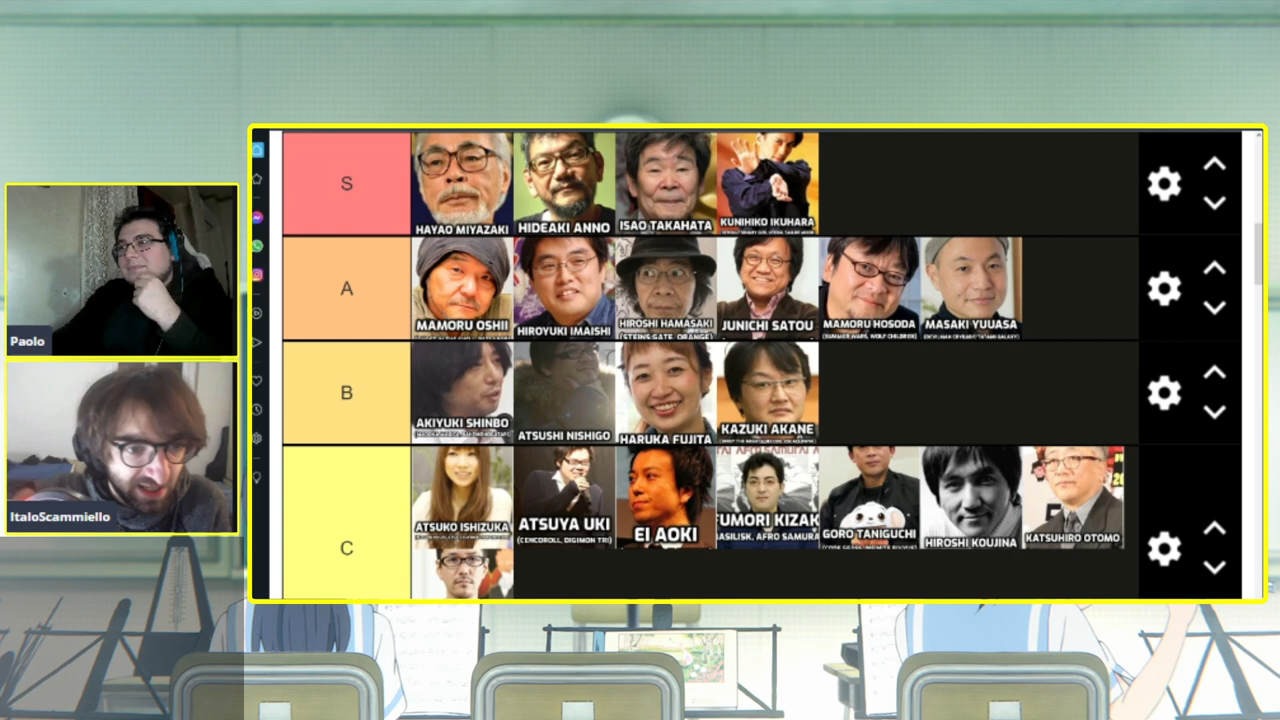 S
HAYAO MIYAZAKI
HIDEAKI ANNO
ISAO TAKAHATA
KUNIHIKO IKUHARA
A
MAMORU OSHII
HIROYUKI IMAISHI
HIROSHI HAMASAKI
(STEINS;GATE, ORANGE)
JUNICHI SATOU
MAMORU HOSODA
(SUMMER WARS, WOLF CHILDREN)
MASAKI YUUASA
B
AKIYUKI SHINBO
ATSUSHI NISHIGO
HARUKA FUJITA
KAZUKI AKANE
C
ATSUKO ISHIZUKA
ATSUYA UKI
(CENCOROLL, DIGIMON TRI)
EI AOKI
FUMORI KIZAK
BASILISK, AFRO SAMURA
GORO TANIGUCHI
HIROSHI KOUJINA
KATSUHIRO OTOMO
Paolo
ItaloScammiello